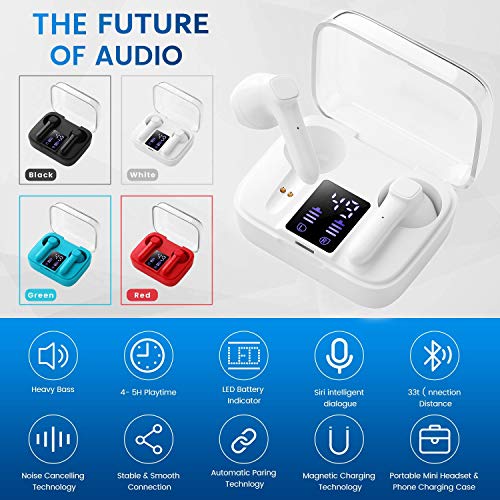 THE FUTURE
OF AUDIO
Black
White
Green
Red
L
Heavy Bass
4- 5H Playtime
LED
LED Battery
Indicator
Siri intelligent
dialogue
33t ( nnection
Distance
Noise Cancelling
Technology
Stable & Smooth
Connection
Automatic Paring
Technology
Magnetic Charging
Technology
Portable Mini Headset &
Phone Charging Case